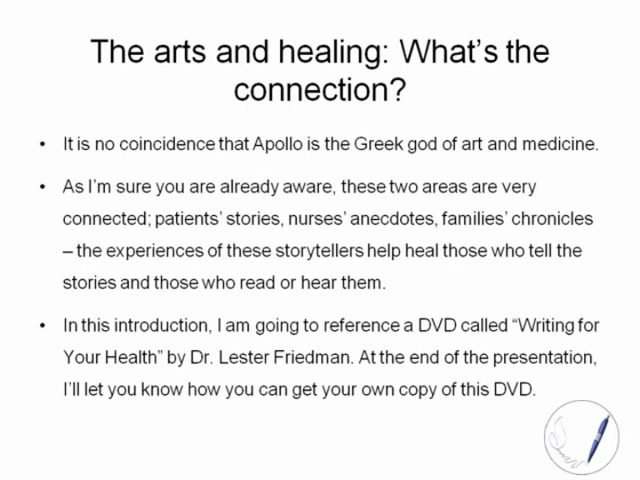 The arts and healing: What's the
connection?
• It is no coincidence that Apollo is the Greek god of art and medicine.
• As I'm sure you are already aware, these two areas are very
connected; patients' stories, nurses' anecdotes, families' chronicles
– the experiences of these storytellers help heal those who tell the
stories and those who read or hear them.
• In this introduction, I am going to reference a DVD called “Writing for
Your Health” by Dr. Lester Friedman. At the end of the presentation,
I'll let you know how you can get your own copy of this DVD.